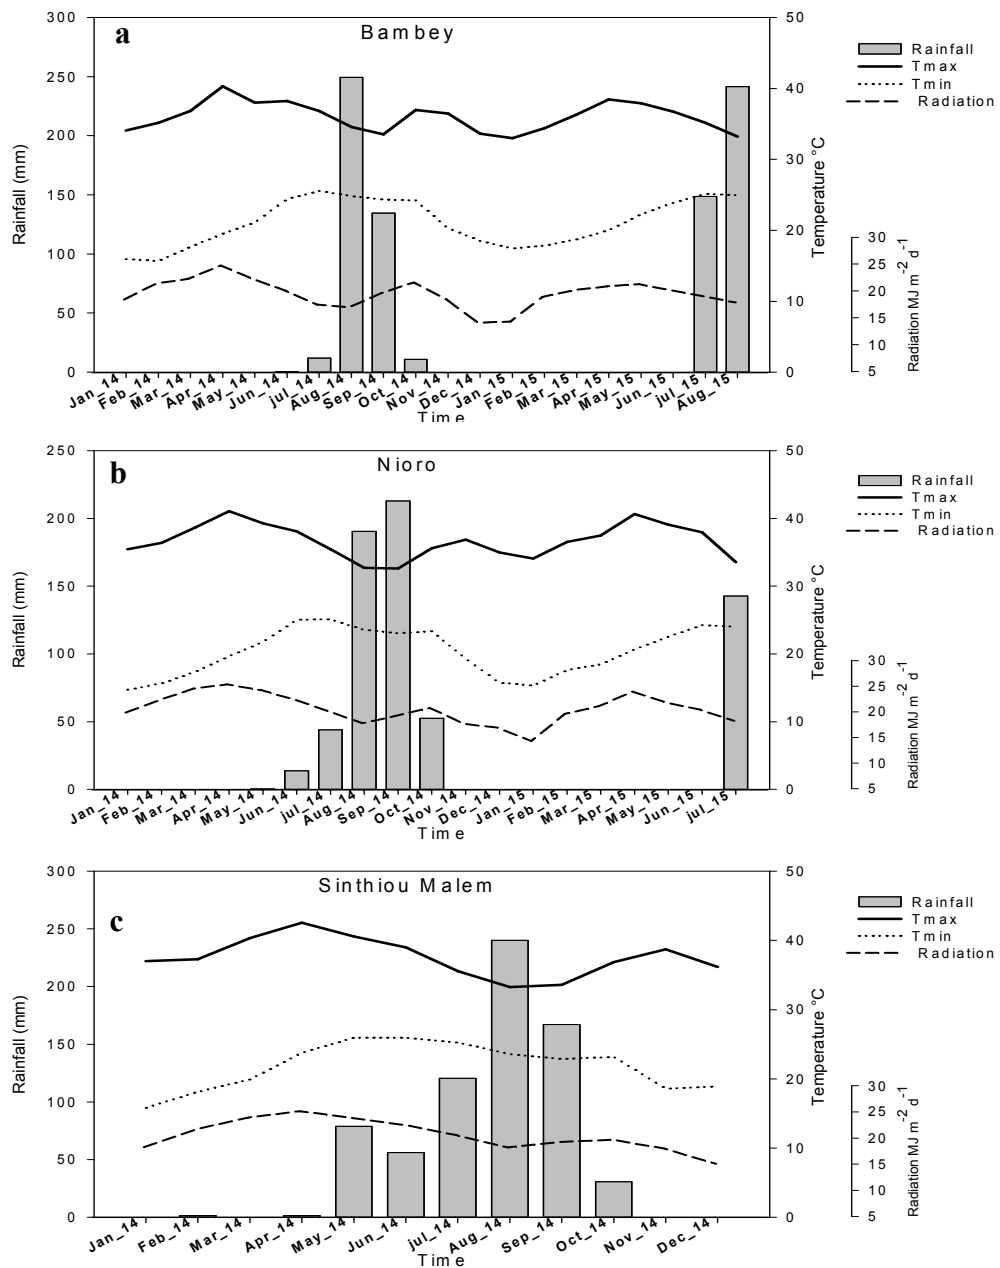 a
Bambey
300
250
200
150
100
50
0
Rainfall (mm)
50
40
30
20
10
0
Temperature °C
30
25
20
15
10
5
Radiation MJ m-2 d-1
Rainfall
Tmax
Tmin
Radiation
Jan_14
Feb_14
Mar_14
Apr_14
May_14
Jun_14
jul_14
Aug_14
Sep_14
Oct_14
Nov_14
Dec_14
Jan_15
Feb_15
Mar_15
Apr_15
May_15
Jun_15
jul_15
Aug_15
Time
b
Nioro
250
200
150
100
50
0
Rainfall (mm)
50
40
30
20
10
0
Temperature °C
30
25
20
15
10
5
Radiation MJ m-2 d-1
Rainfall
Tmax
Tmin
Radiation
Jan_14
Feb_14
Mar_14
Apr_14
May_14
Jun_14
jul_14
Aug_14
Sep_14
Oct_14
Nov_14
Dec_14
Jan_15
Feb_15
Mar_15
Apr_15
May_15
Jun_15
jul_15
Time
c
Sinthiou Malem
300
250
200
150
100
50
0
Rainfall (mm)
50
40
30
20
10
0
Temperature °C
30
25
20
15
10
5
Radiation MJ m-2 d-1
Rainfall
Tmax
Tmin
Radiation
Jan_14
Feb_14
Mar_14
Apr_14
May_14
Jun_14
jul_14
Aug_14
Sep_14
Oct_14
Nov_14
Dec_14
Time